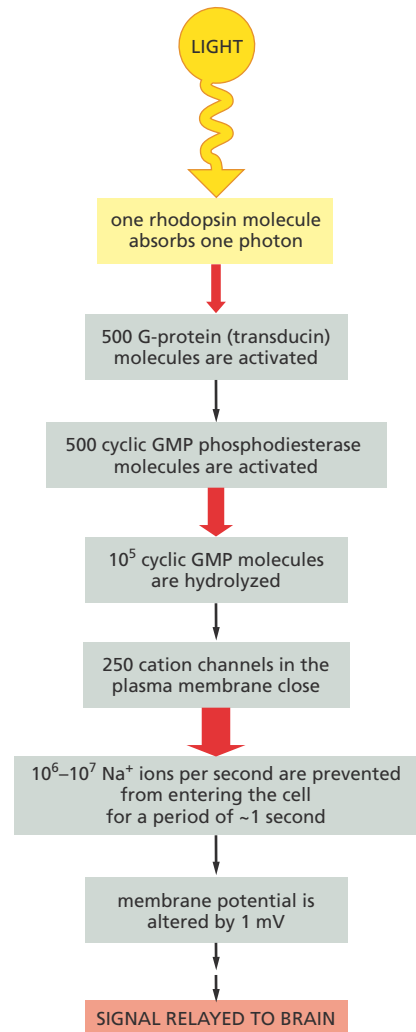 LIGHT
one rhodopsin molecule
absorbs one photon
500 G-protein (transducin)
molecules are activated
500 cyclic GMP phosphodiesterase
molecules are activated
10⁵ cyclic GMP molecules
are hydrolyzed
250 cation channels in the
plasma membrane close
10⁶–10⁷ Na⁺ ions per second are prevented
from entering the cell
for a period of ~1 second
membrane potential is
altered by 1 mV
SIGNAL RELAYED TO BRAIN